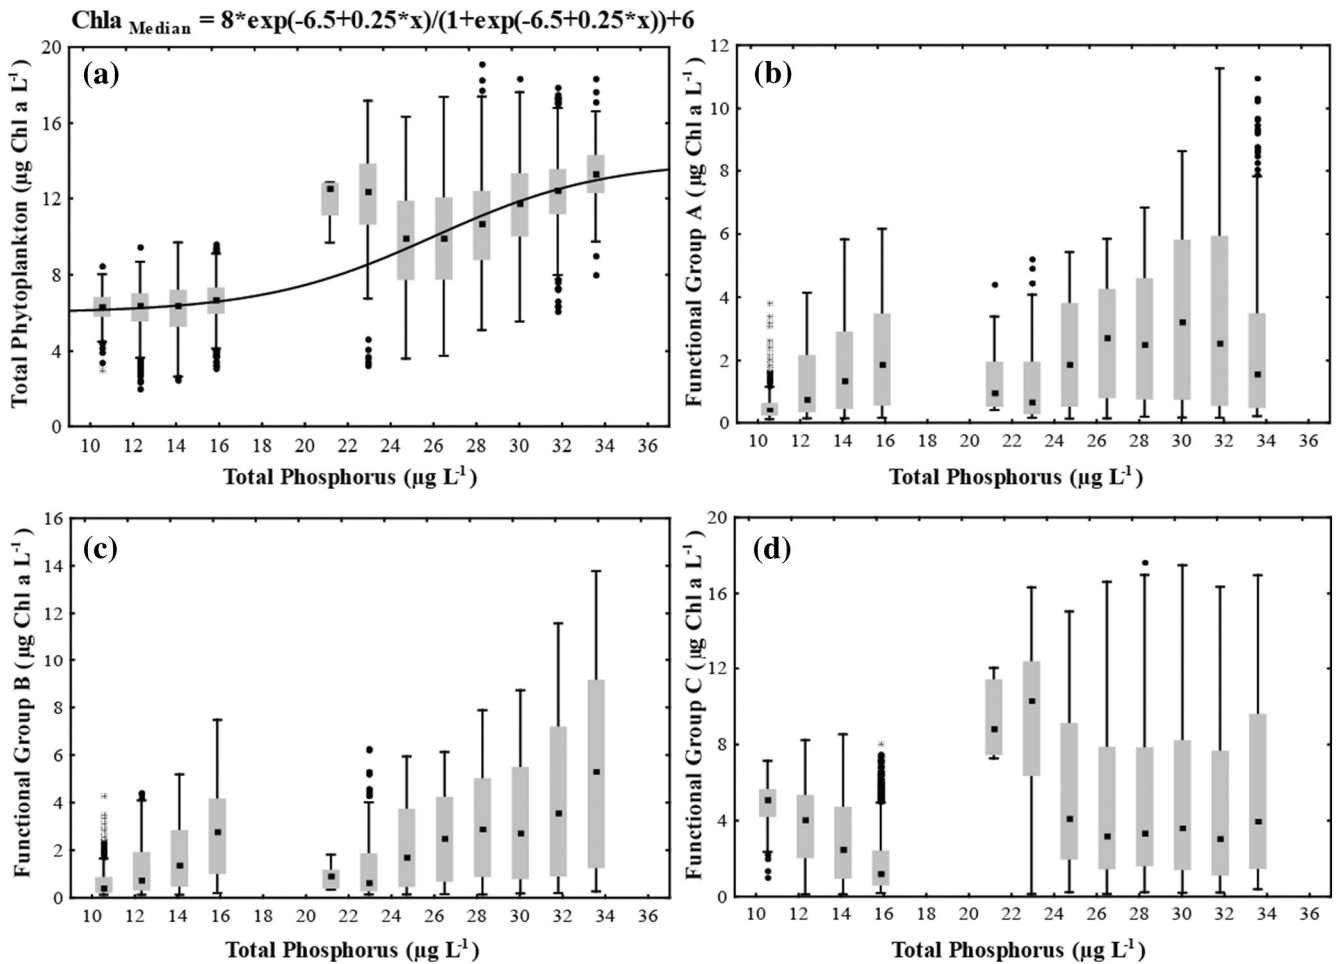 Chla Median = 8*exp(-6.5+0.25*x)/(1+exp(-6.5+0.25*x))+6
(a)
Total Phytoplankton (µg Chl a L-1)
20
16
12
8
4
0
10 12 14 16 18 20 22 24 26 28 30 32 34 36
Total Phosphorus (µg L-1)
(b)
Functional Group A (µg Chl a L-1)
12
10
8
6
4
2
0
10 12 14 16 18 20 22 24 26 28 30 32 34 36
Total Phosphorus (µg L-1)
(c)
Functional Group B (µg Chl a L-1)
16
14
12
10
8
6
4
2
0
10 12 14 16 18 20 22 24 26 28 30 32 34 36
Total Phosphorus (µg L-1)
(d)
Functional Group C (µg Chl a L-1)
20
16
12
8
4
0
10 12 14 16 18 20 22 24 26 28 30 32 34 36
Total Phosphorus (µg L-1)